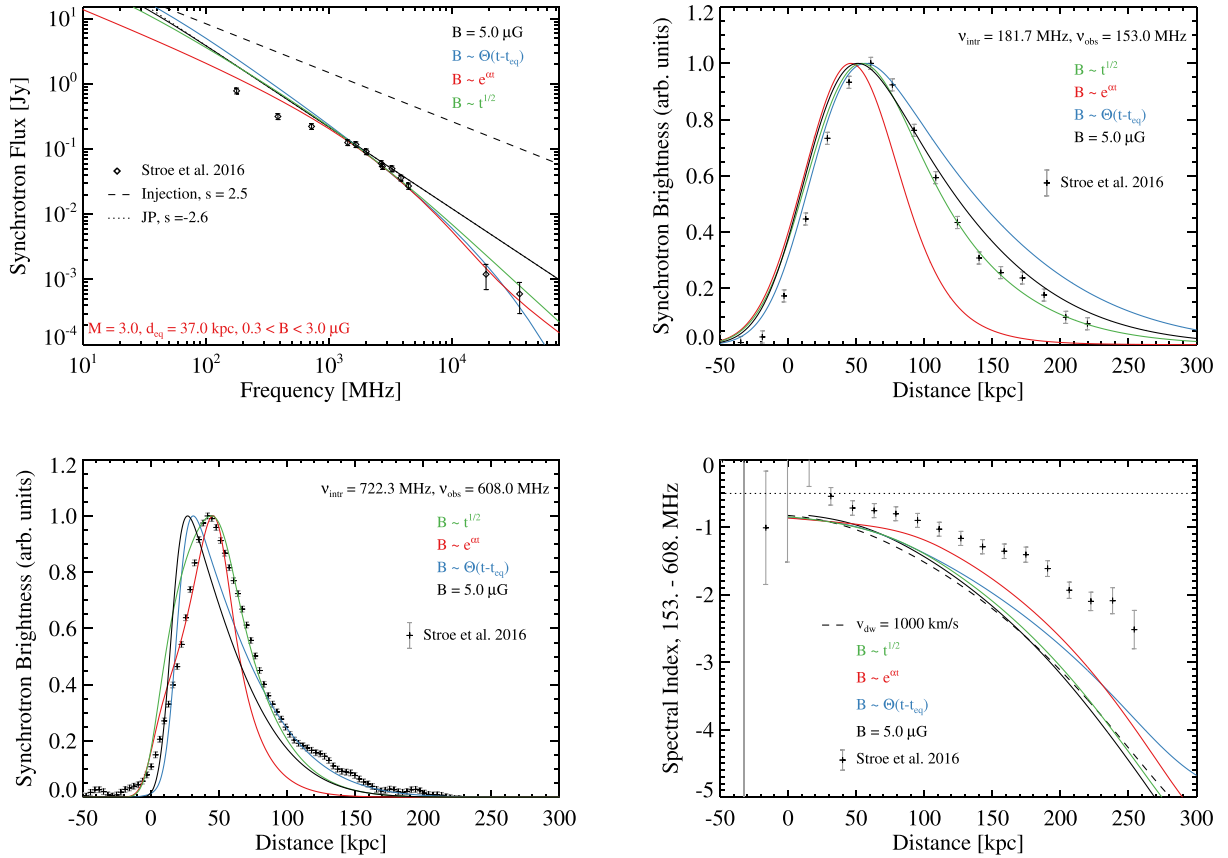 Synchrotron Flux [Jy]
10¹
10⁰
10⁻¹
10⁻²
10⁻³
10⁻⁴
B = 5.0 μG
B ~ Θ(t-t_eq)
B ~ e^αt
B ~ t^1/2
Stroe et al. 2016
Injection, s = 2.5
JP, s =-2.6
M = 3.0, d_eq = 37.0 kpc, 0.3 < B < 3.0 μG
10¹ 10² 10³ 10⁴
Frequency [MHz]
Synchrotron Brightness (arb. units)
1.2
1.0
0.8
0.6
0.4
0.2
0.0
ν_intr = 181.7 MHz, ν_obs = 153.0 MHz
B ~ t^1/2
B ~ e^αt
B ~ Θ(t-t_eq)
B = 5.0 μG
Stroe et al. 2016
-50 0 50 100 150 200 250 300
Distance [kpc]
Synchrotron Brightness (arb. units)
1.2
1.0
0.8
0.6
0.4
0.2
0.0
ν_intr = 722.3 MHz, ν_obs = 608.0 MHz
B ~ t^1/2
B ~ e^αt
B ~ Θ(t-t_eq)
B = 5.0 μG
Stroe et al. 2016
-50 0 50 100 150 200 250 300
Distance [kpc]
Spectral Index, 153. - 608. MHz
0
-1
-2
-3
-4
-5
v_dw = 1000 km/s
B ~ t^1/2
B ~ e^αt
B ~ Θ(t-t_eq)
B = 5.0 μG
Stroe et al. 2016
-50 0 50 100 150 200 250 300
Distance [kpc]